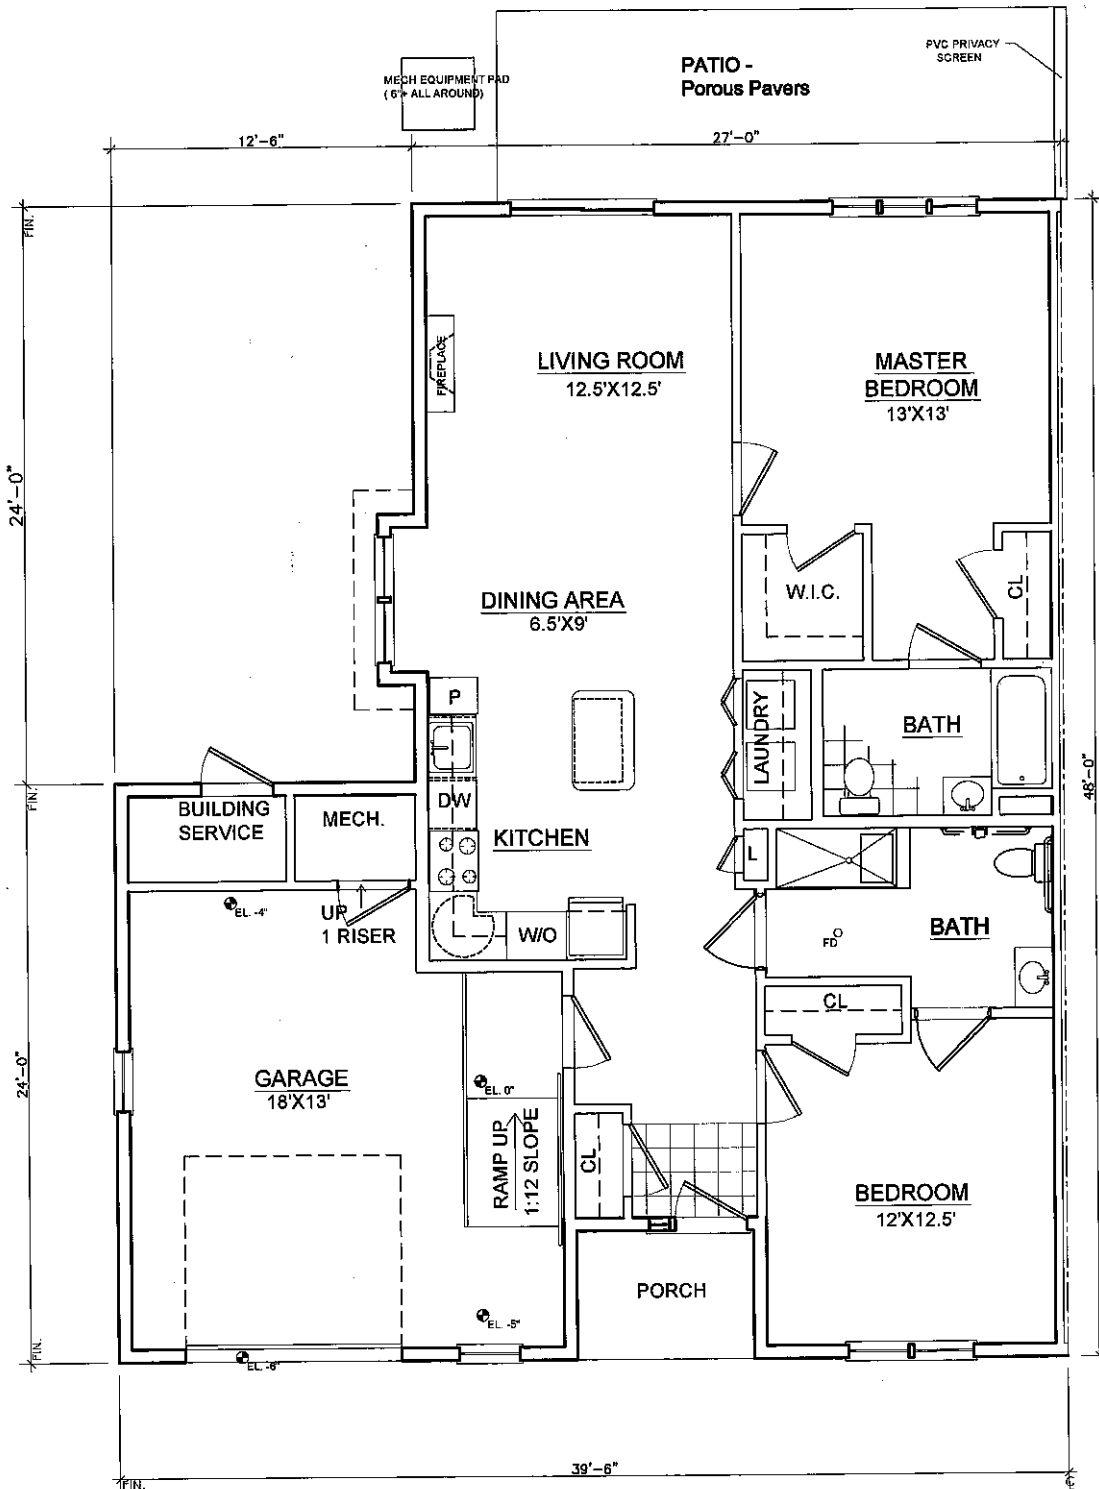 PVC PRIVACY
SCREEN
PATIO -
Porous Pavers
MECH EQUIPMENT PAD
( 6"+ ALL AROUND)
12'-6"
27'-0"
FIN.
24'-0"
FIREPLACE
LIVING ROOM
12.5'X12.5'
MASTER
BEDROOM
13'X13'
DINING AREA
6.5'X9'
W.I.C.
CL
P
LAUNDRY
BATH
48'-0"
FIN.
BUILDING
SERVICE
MECH.
DW
KITCHEN
L
EL. -4"
UP
1 RISER
W/O
FD
BATH
CL
24'-0"
GARAGE
18'X13'
EL. 0"
RAMP UP
1:12 SLOPE
CL
BEDROOM
12'X12.5'
PORCH
EL. -5"
FIN.
EL. -6"
39'-6"
FIN.